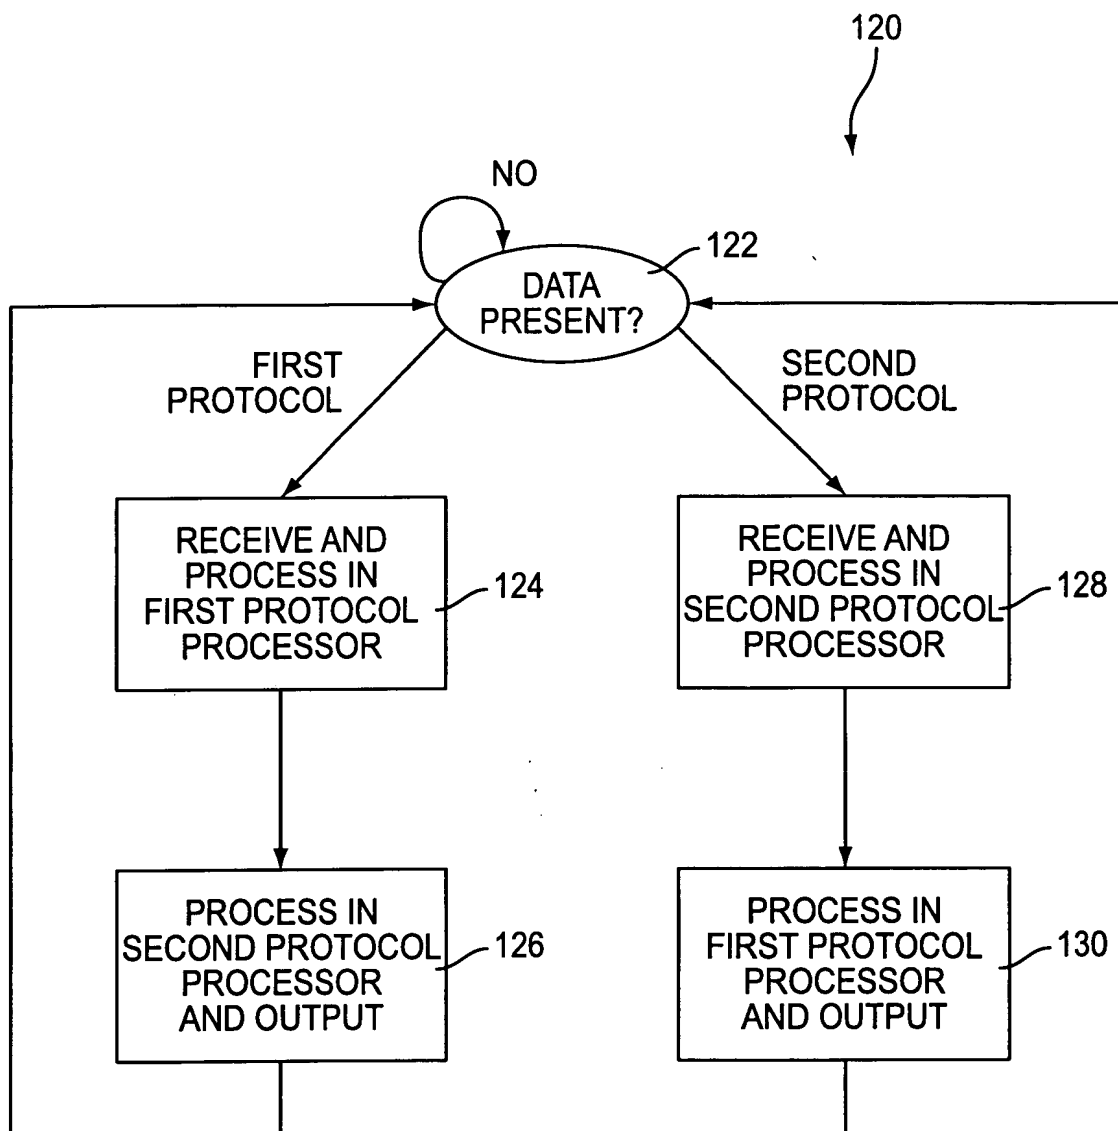 120
NO
122
DATA
PRESENT?
FIRST
PROTOCOL
SECOND
PROTOCOL
RECEIVE AND
PROCESS IN
FIRST PROTOCOL
PROCESSOR
124
RECEIVE AND
PROCESS IN
SECOND PROTOCOL
PROCESSOR
128
PROCESS IN
SECOND PROTOCOL
PROCESSOR
AND OUTPUT
126
PROCESS IN
FIRST PROTOCOL
PROCESSOR
AND OUTPUT
130